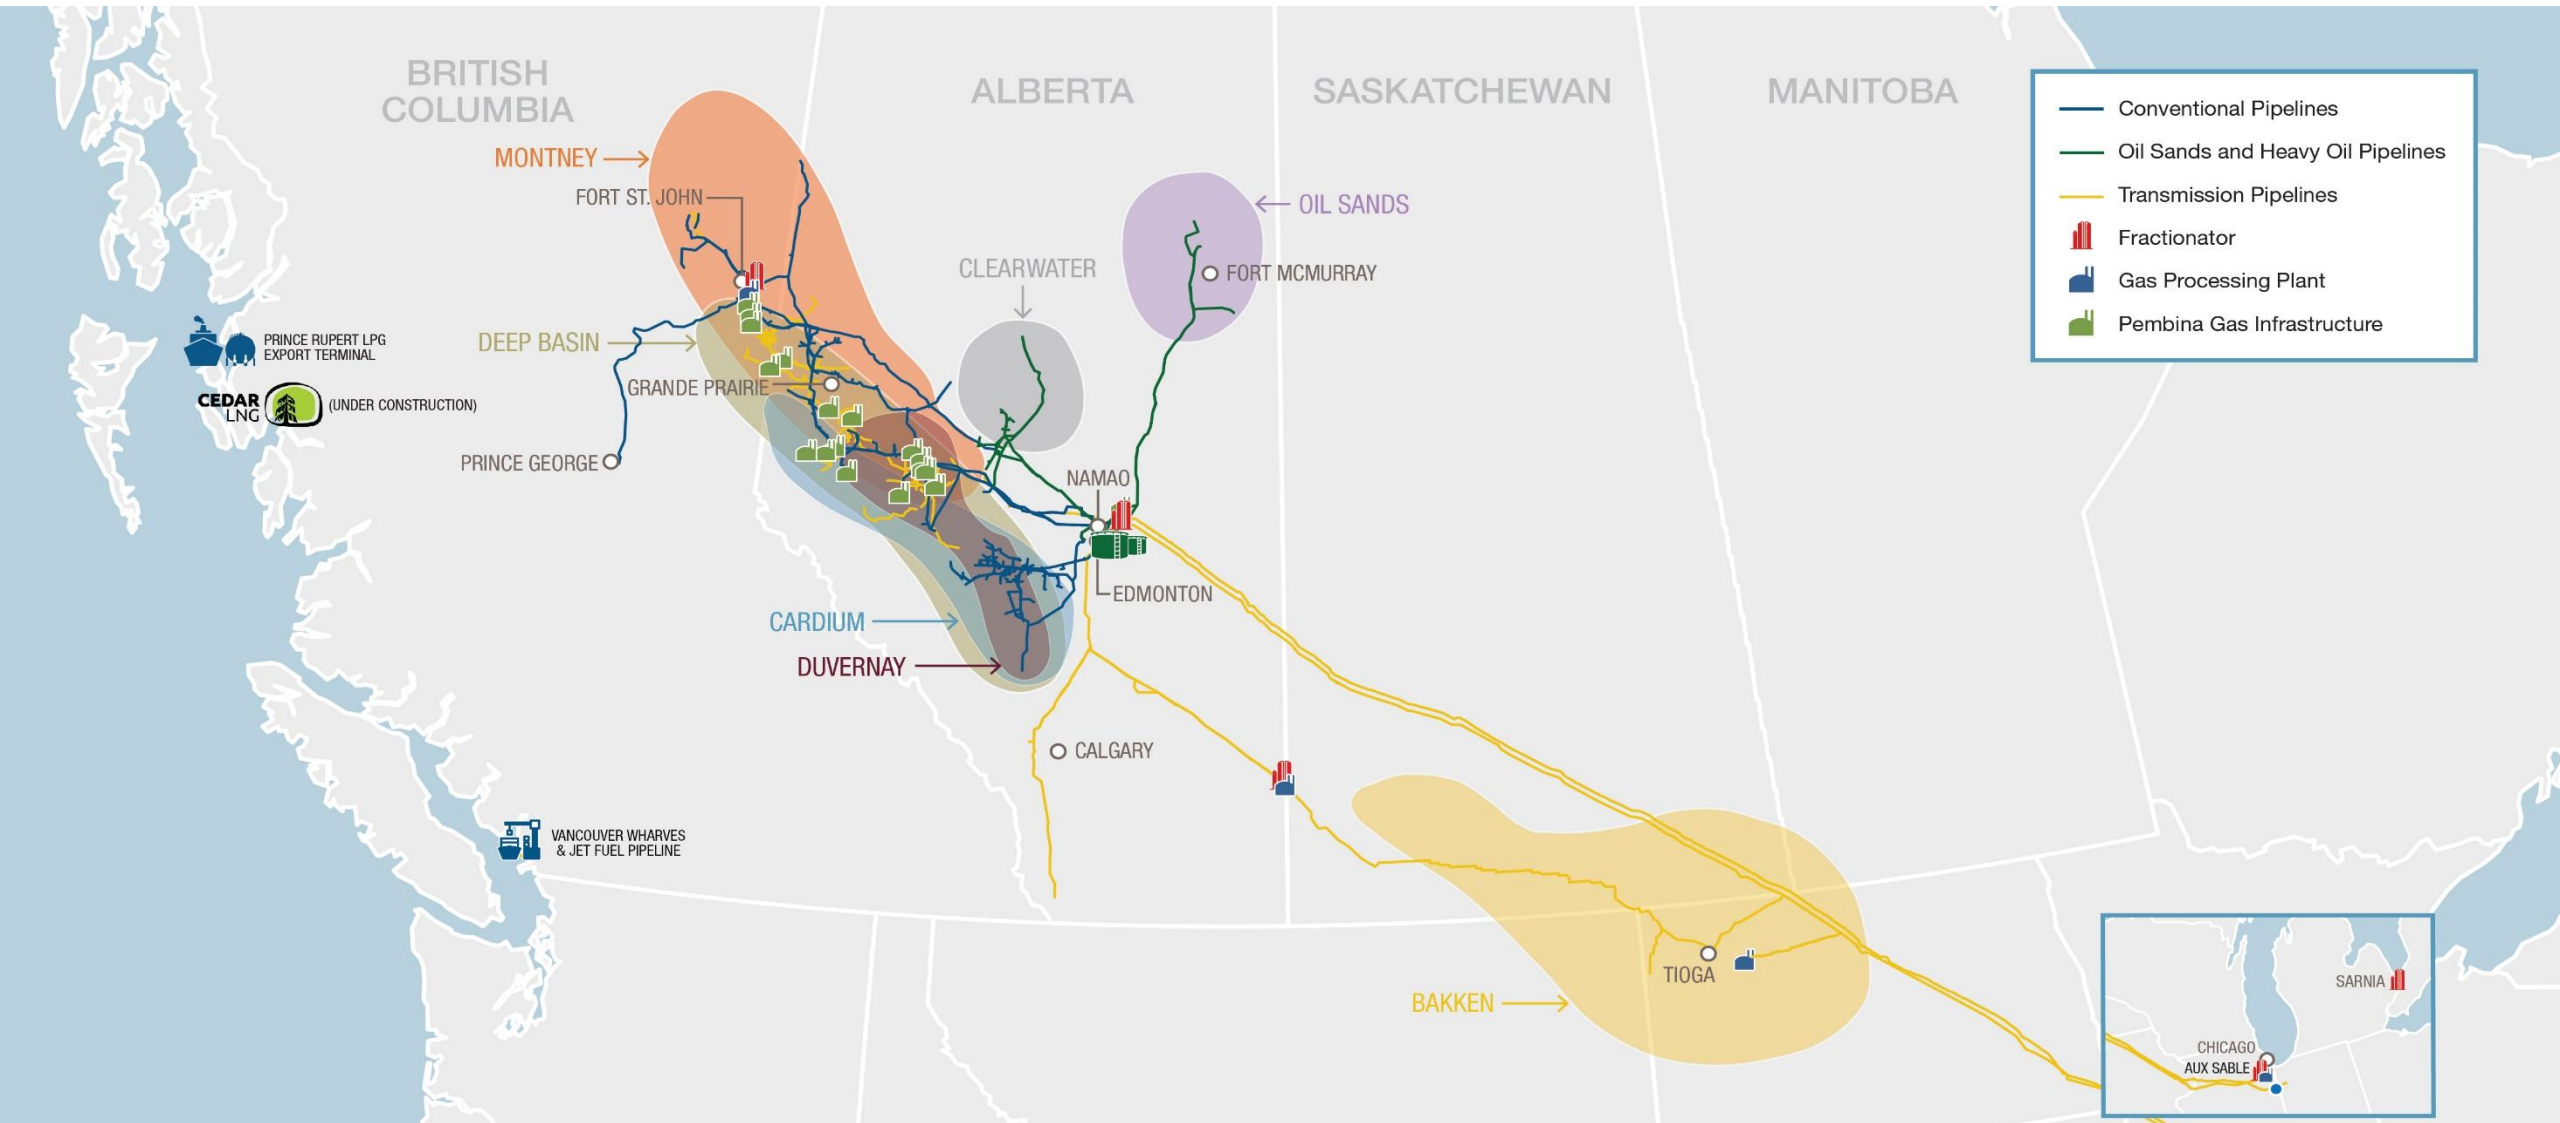 BRITISH
COLUMBIA
ALBERTA
SASKATCHEWAN
MANITOBA
Conventional Pipelines
Oil Sands and Heavy Oil Pipelines
Transmission Pipelines
Fractionator
Gas Processing Plant
Pembina Gas Infrastructure
MONTNEY
FORT ST. JOHN
OIL SANDS
CLEARWATER
FORT MCMURRAY
DEEP BASIN
PRINCE RUPERT LPG
EXPORT TERMINAL
GRANDE PRAIRIE
CEDAR
LNG
(UNDER CONSTRUCTION)
PRINCE GEORGE
NAMAO
EDMONTON
CARDIUM
DUVERNAY
CALGARY
VANCOUVER WHARVES
& JET FUEL PIPELINE
TIOGA
BAKKEN
SARNIA
CHICAGO
AUX SABLE